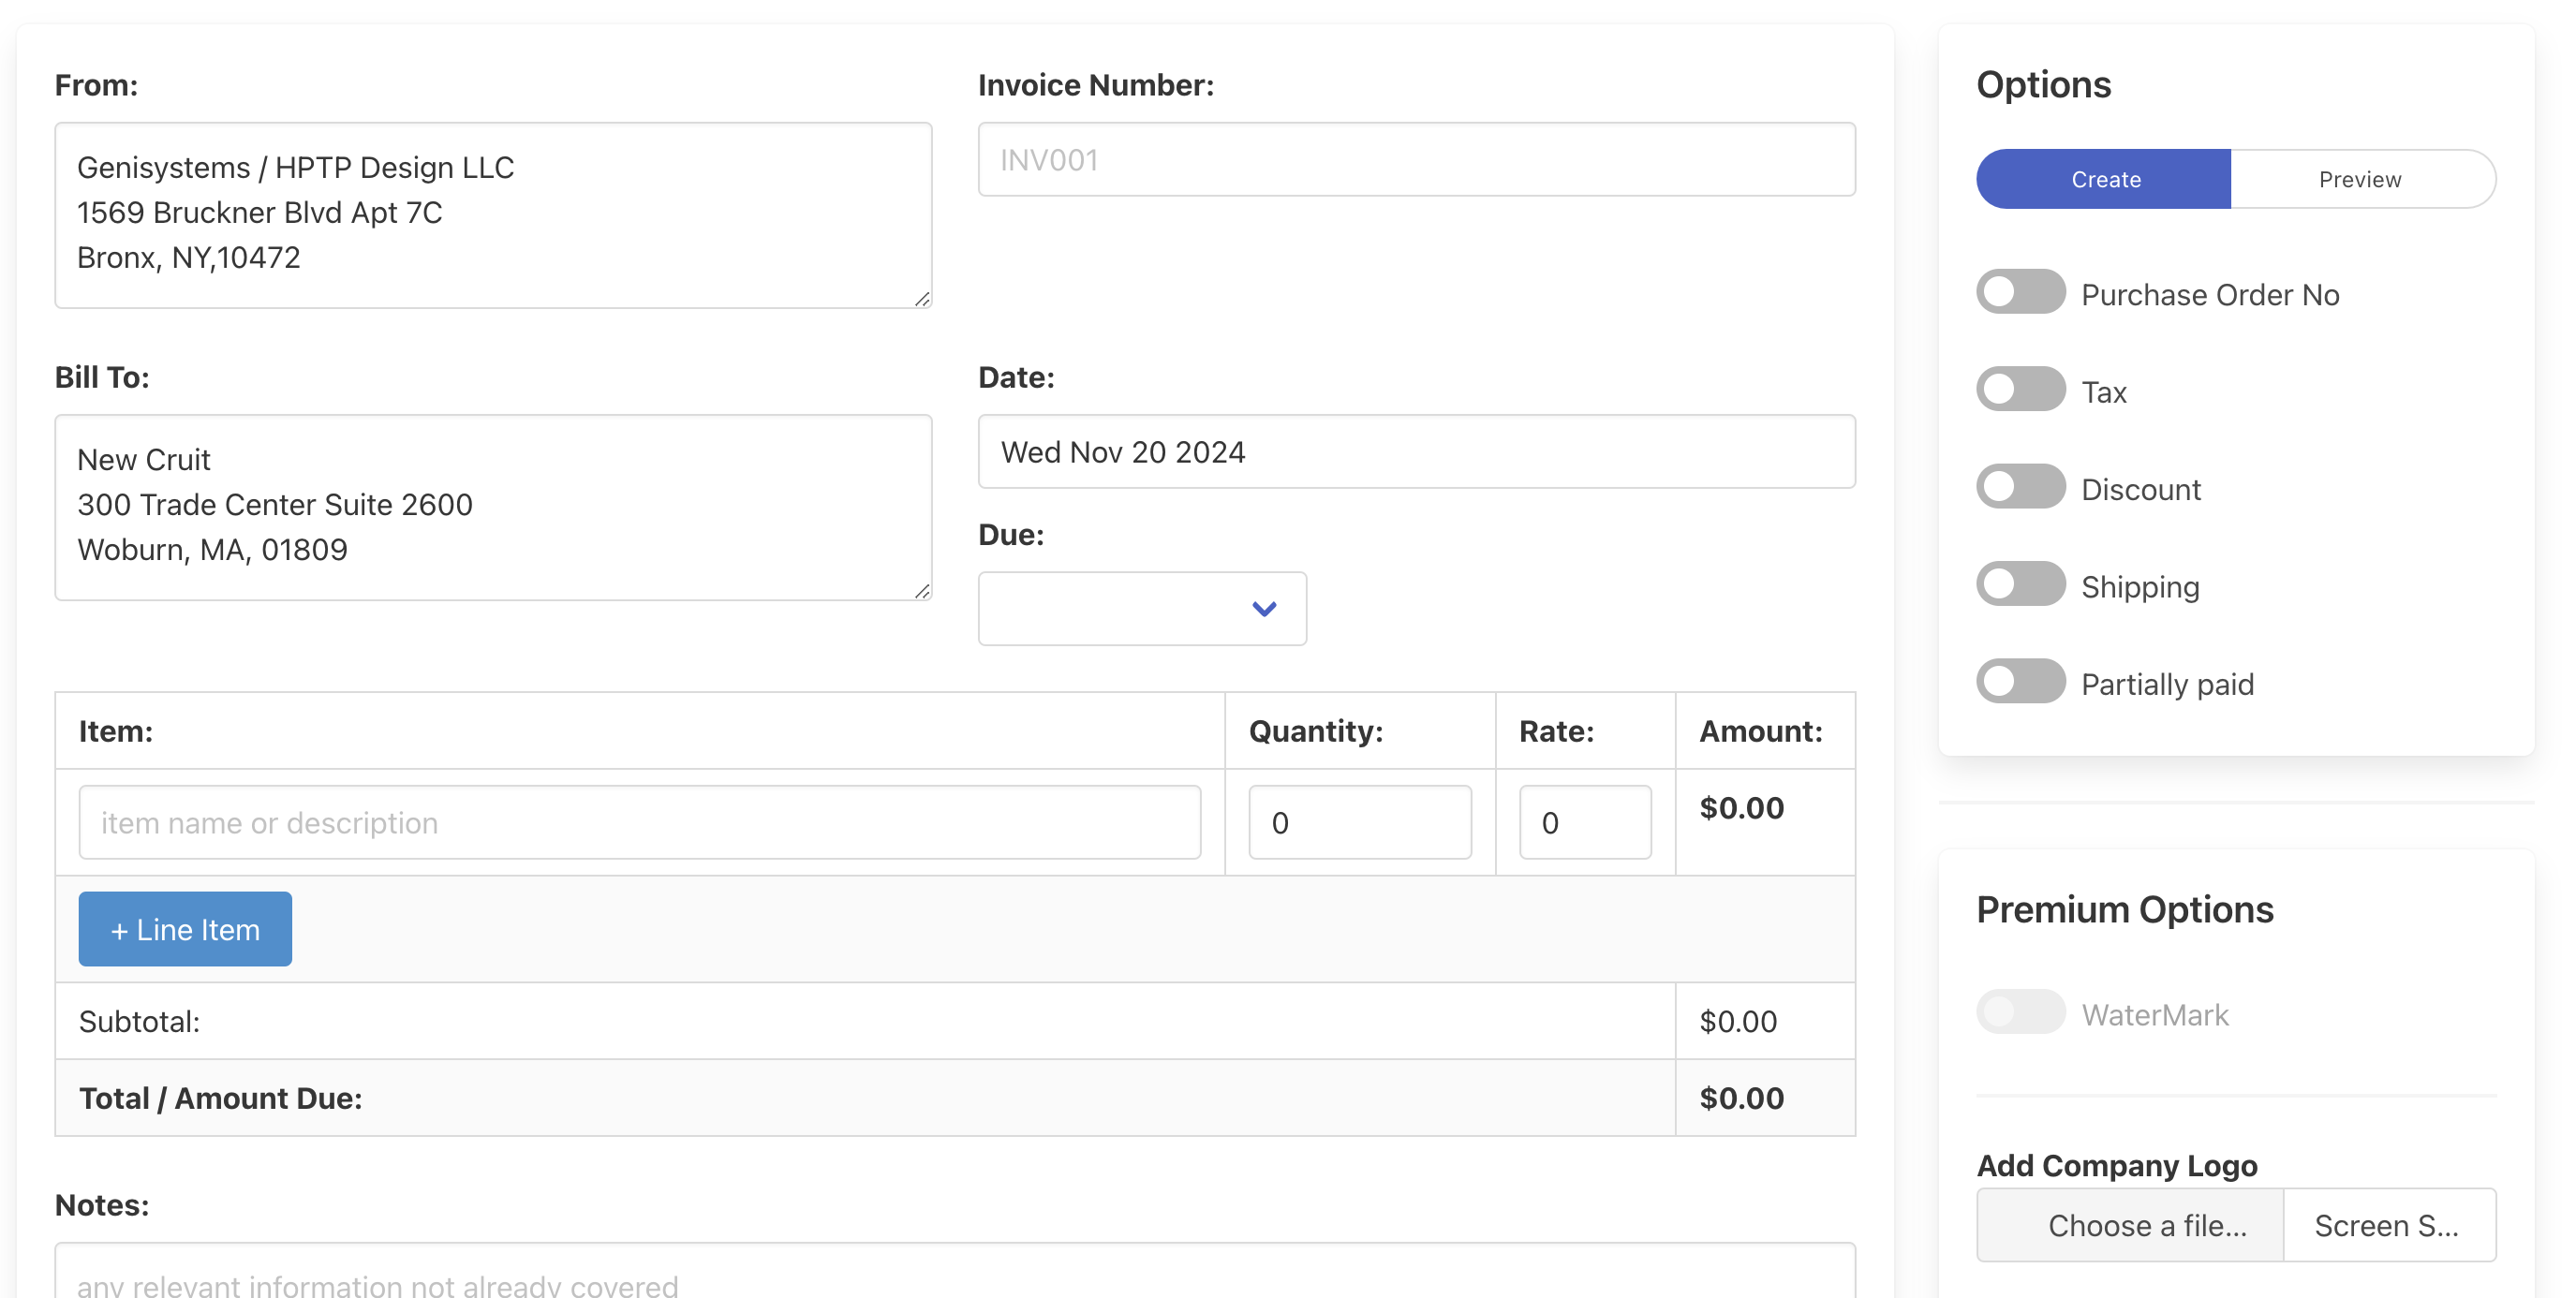 From:
Genisystems / HPTP Design LLC
1569 Bruckner Blvd Apt 7C
Bronx, NY,10472
Invoice Number:
INV001
Bill To:
New Cruit
300 Trade Center Suite 2600
Woburn, MA, 01809
Date:
Wed Nov 20 2024
Due:
Item: Quantity: Rate: Amount:
item name or description 0 0 $0.00
+ Line Item
Subtotal: $0.00
Total / Amount Due: $0.00
Notes:
any relevant information not already covered
Options
Create Preview
Purchase Order No
Tax
Discount
Shipping
Partially paid
Premium Options
WaterMark
Add Company Logo
Choose a file... Screen S...